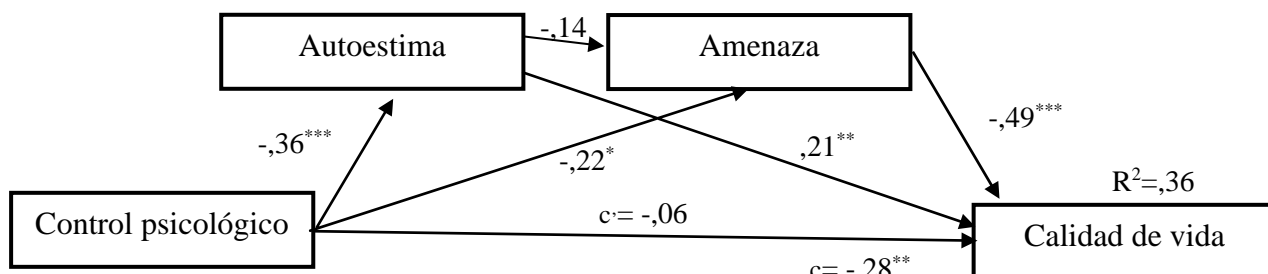 Autoestima
-,14
Amenaza
-,36***
-,22*
,21**
-,49***
R2=,36
Control psicológico
c,= -,06
Calidad de vida
c= -,28**